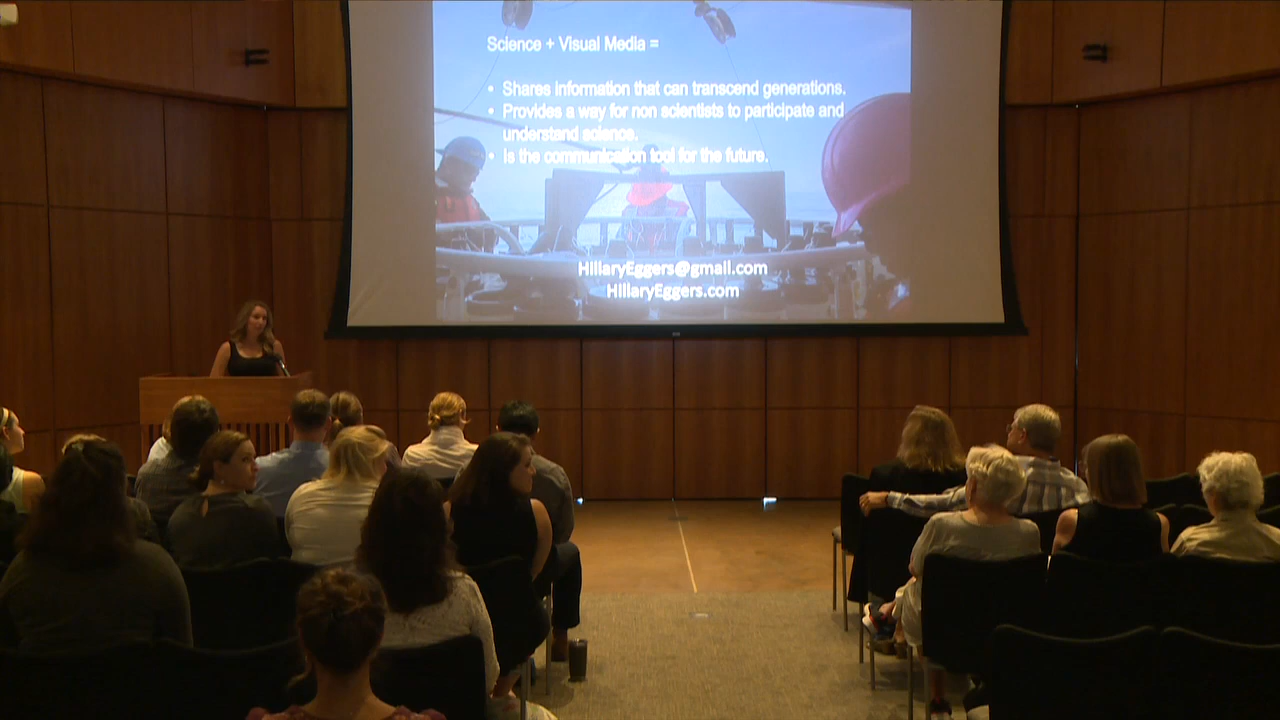 Science + Visual Media =
• Shares information that can transcend generations.
• Provides a way for non scientists to participate and
understand science.
• Is the communication tool for the future.
HillaryEggers@gmail.com
HillaryEggers.com